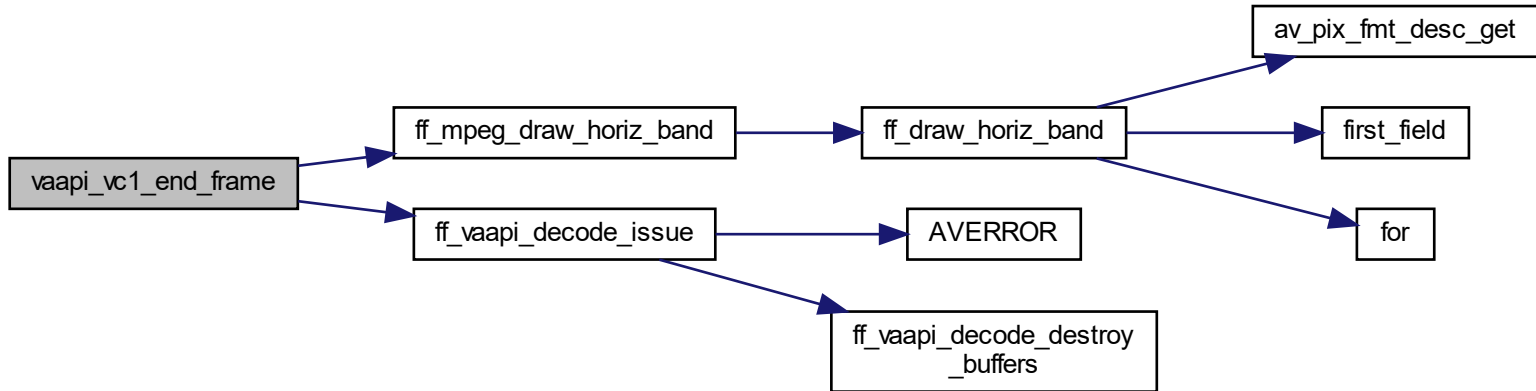 av_pix_fmt_desc_get
ff_mpeg_draw_horiz_band
ff_draw_horiz_band
first_field
vaapi_vc1_end_frame
ff_vaapi_decode_issue
AVERROR
for
ff_vaapi_decode_destroy
_buffers